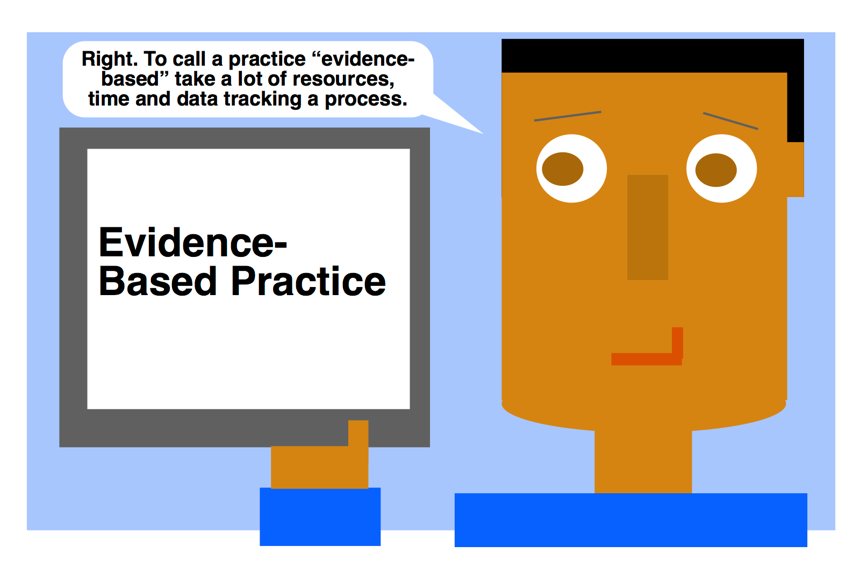 Right. To call a practice “evidence-
based” take a lot of resources,
time and data tracking a process.
Evidence-
Based Practice